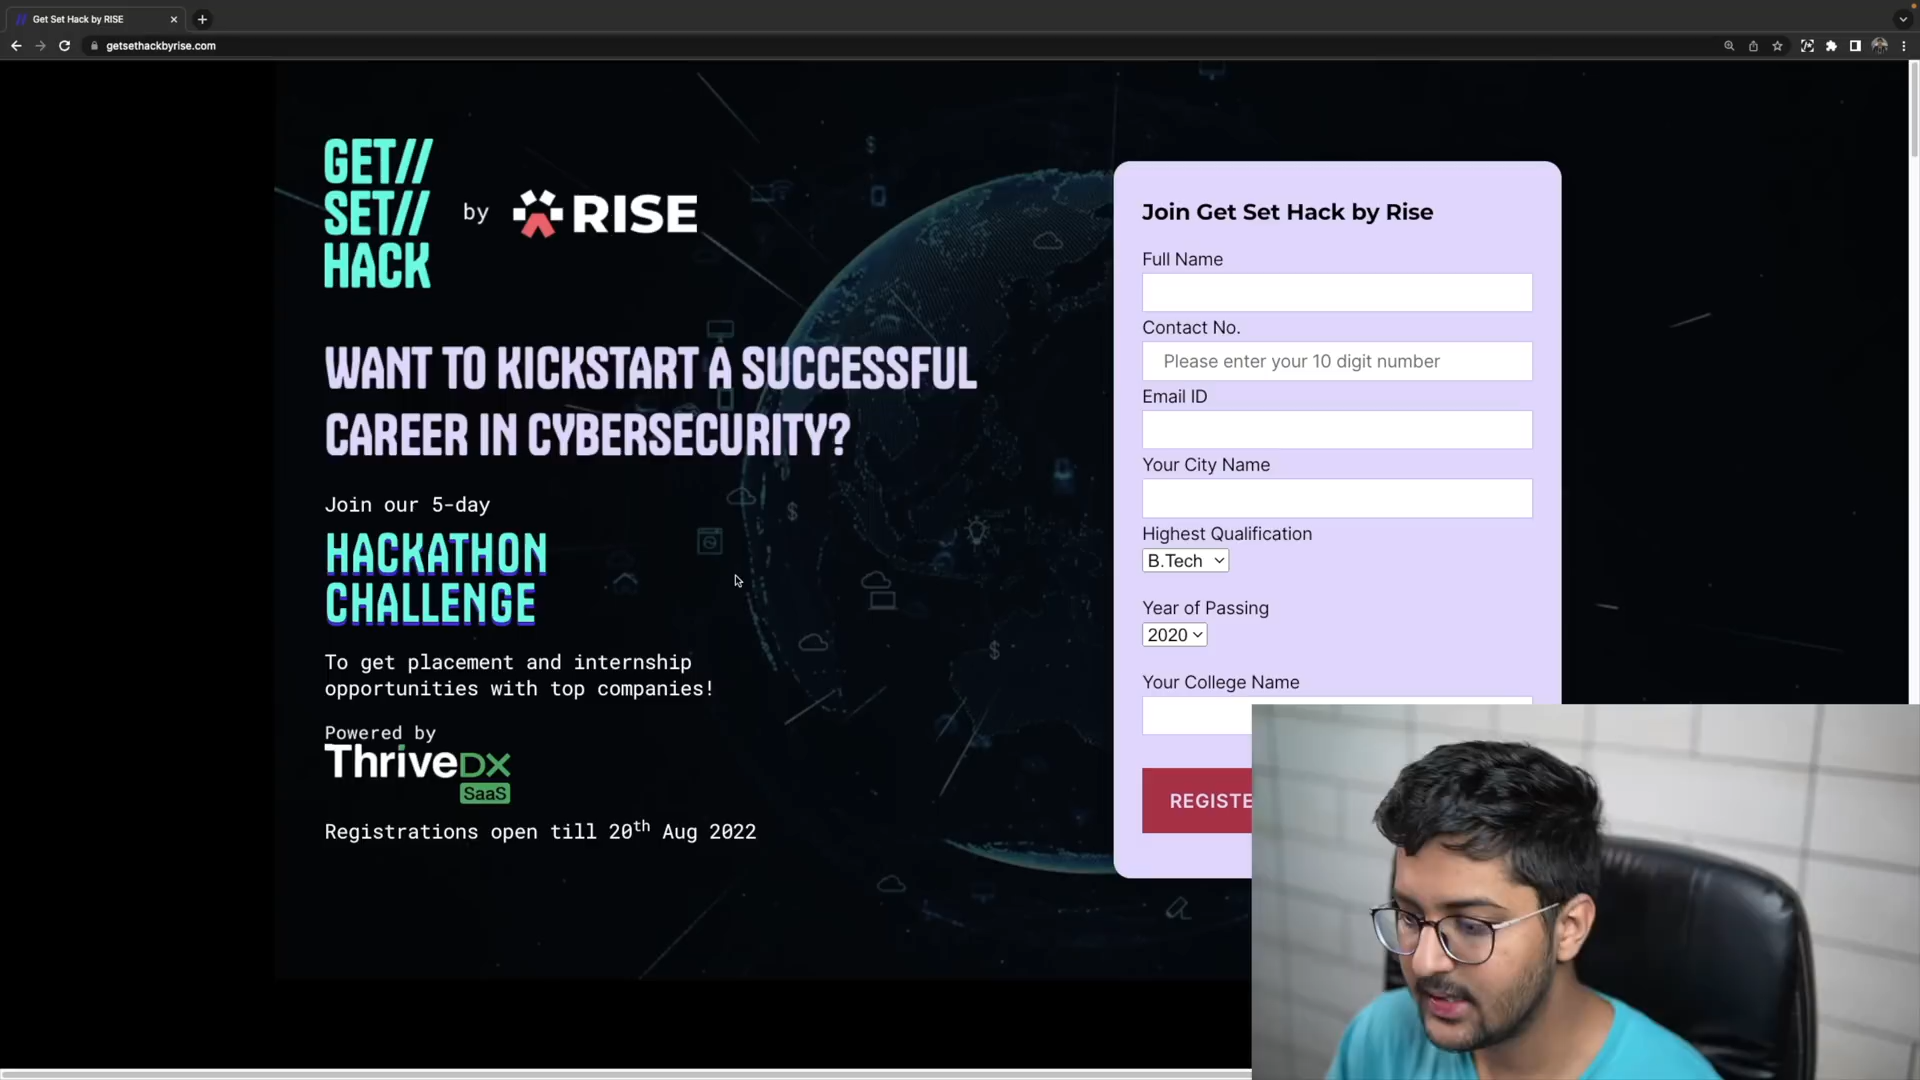 Get Set Hack by RISE
getsethackbyrise.com
GET//
SET//
HACK
by
RISE
WANT TO KICKSTART A SUCCESSFUL
CAREER IN CYBERSECURITY?
Join our 5-day
HACKATHON
CHALLENGE
To get placement and internship
opportunities with top companies!
Powered by
ThriveDX
SaaS
Registrations open till 20th Aug 2022
Join Get Set Hack by Rise
Full Name
Contact No.
Please enter your 10 digit number
Email ID
Your City Name
Highest Qualification
B.Tech
Year of Passing
2020
Your College Name
REGISTE